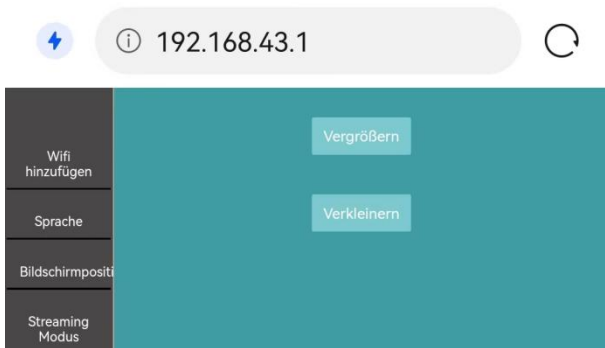 192.168.43.1
Wifi
hinzufügen
Sprache
Bildschirmpositi
Streaming
Modus
Vergrößern
Verkleinern